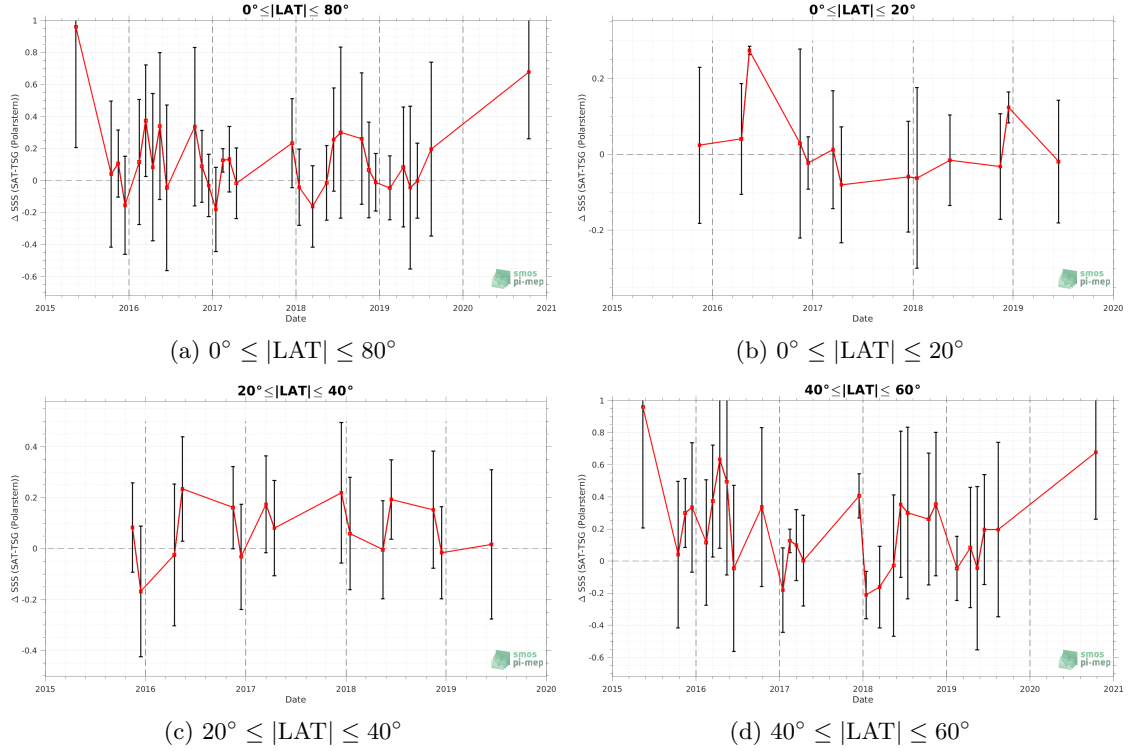 0°≤|LAT|≤ 80°
Δ SSS (SAT-TSG (Polarstern))
1
0.8
0.6
0.4
0.2
0
-0.2
-0.4
-0.6
2015 2016 2017 2018 2019 2020 2021
Date
smos
pi-mep
(a) 0° ≤ |LAT| ≤ 80°
0°≤|LAT|≤ 20°
Δ SSS (SAT-TSG (Polarstern))
0.2
0
-0.2
2015 2016 2017 2018 2019 2020
Date
smos
pi-mep
(b) 0° ≤ |LAT| ≤ 20°
20°≤|LAT|≤ 40°
Δ SSS (SAT-TSG (Polarstern))
0.4
0.2
0
-0.2
-0.4
2015 2016 2017 2018 2019 2020
Date
smos
pi-mep
(c) 20° ≤ |LAT| ≤ 40°
40°≤|LAT|≤ 60°
Δ SSS (SAT-TSG (Polarstern))
1
0.8
0.6
0.4
0.2
0
-0.2
-0.4
-0.6
2015 2016 2017 2018 2019 2020 2021
Date
smos
pi-mep
(d) 40° ≤ |LAT| ≤ 60°